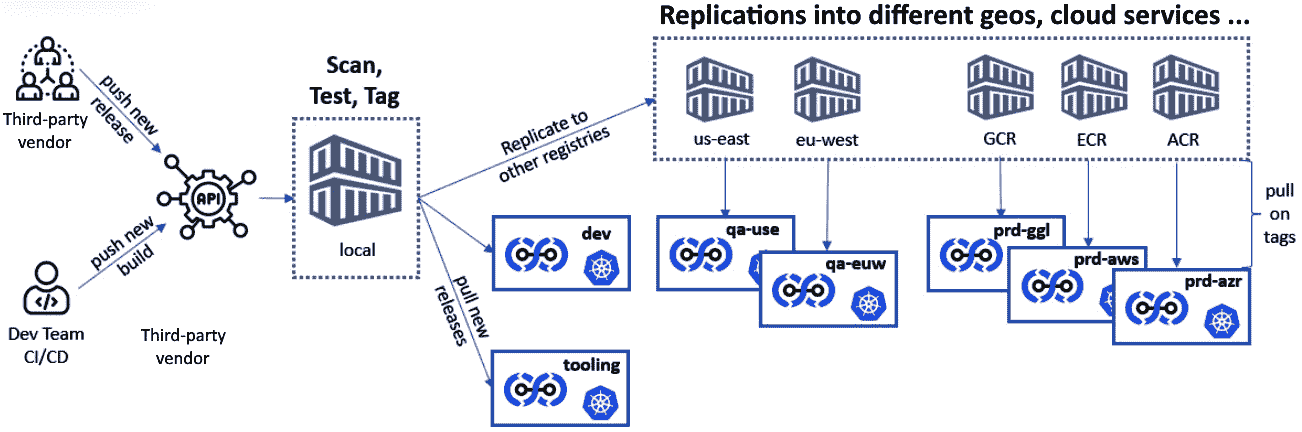 Replications into different geos, cloud services ...
Third-party
vendor
push new
release
Scan,
Test, Tag
API
local
Dev Team
CI/CD
push new
build
Third-party
vendor
Replicate to
other registries
pull new
releases
dev
tooling
us-east
eu-west
GCR
ECR
ACR
qa-use
qa-euw
prd-ggl
prd-aws
prd-azr
pull
on
tags